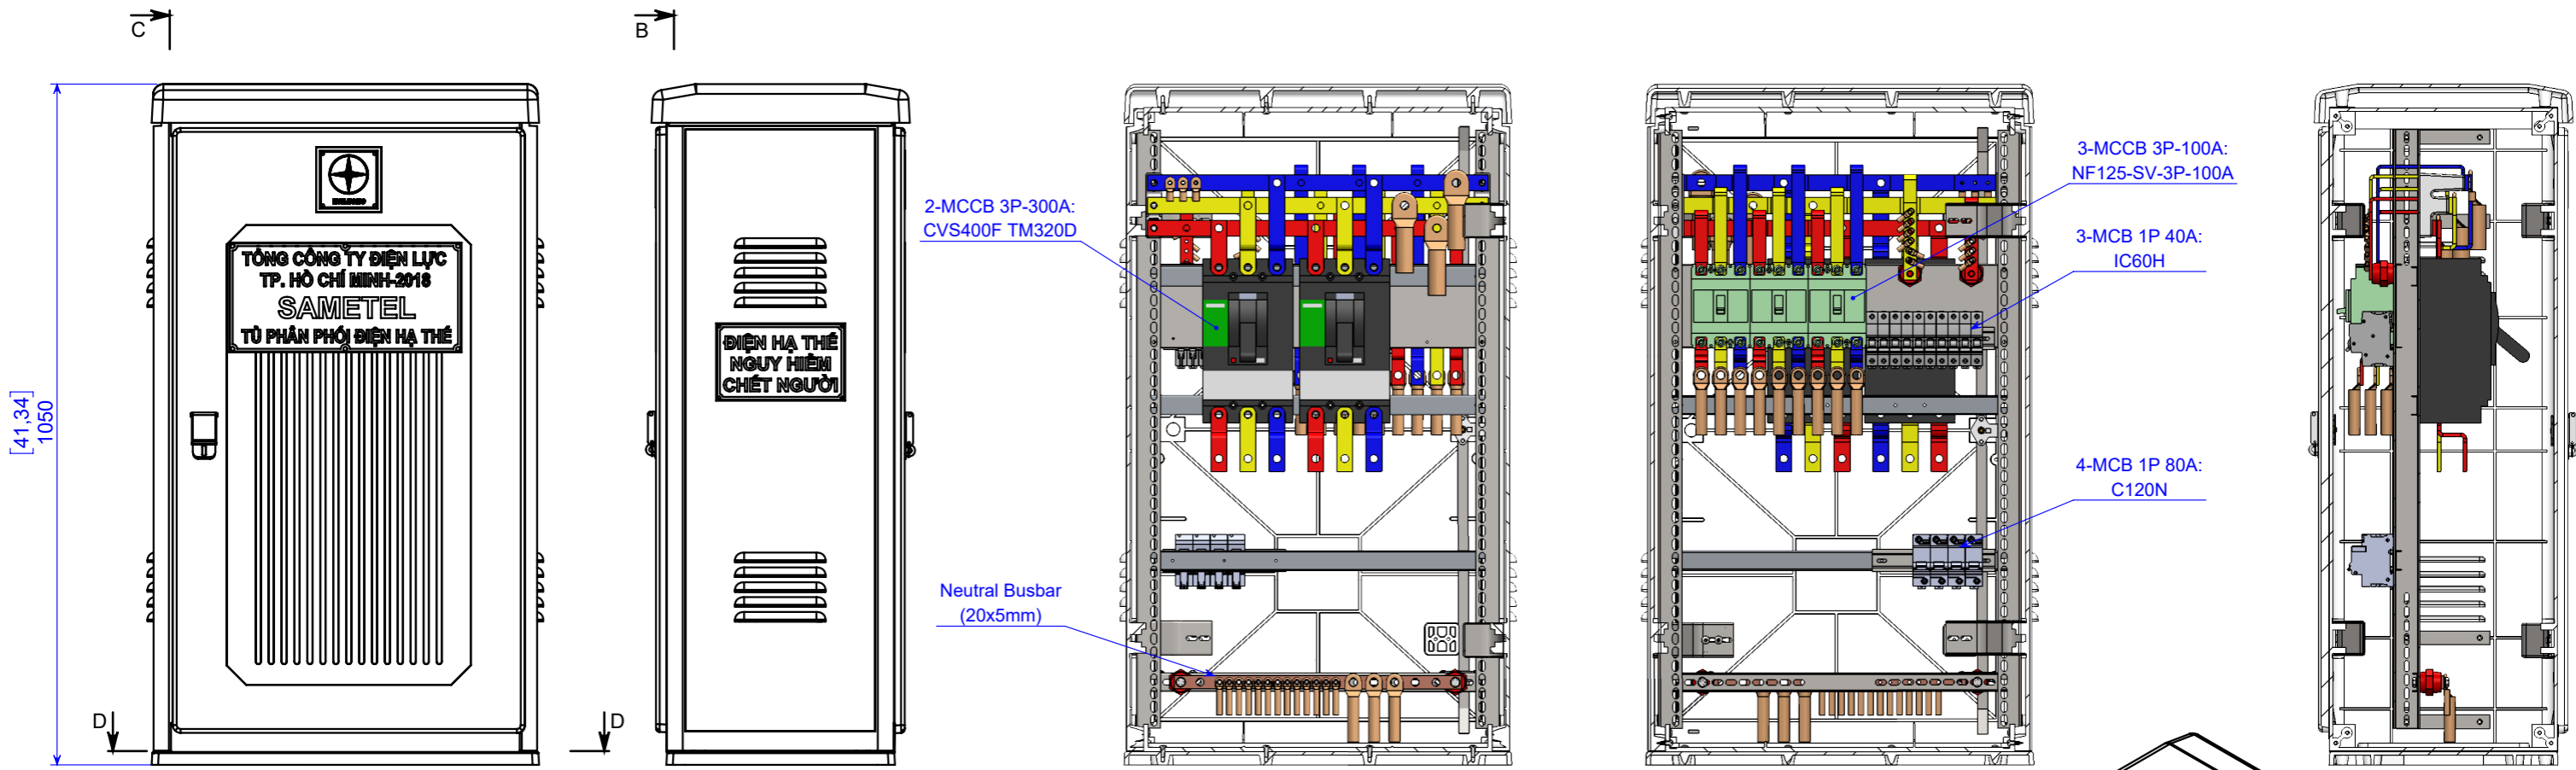 C
B
[41,34]
1050
TỔNG CÔNG TY ĐIỆN LỰC
TP. HỒ CHÍ MINH-2018
SAMETEL
TỦ PHÂN PHỐI ĐIỆN HẠ THẾ
D
D
ĐIỆN HẠ THẾ
NGUY HIỂM
CHẾT NGƯỜI
2-MCCB 3P-300A:
CVS400F TM320D
Neutral Busbar
(20x5mm)
3-MCCB 3P-100A:
NF125-SV-3P-100A
3-MCB 1P 40A:
IC60H
4-MCB 1P 80A:
C120N